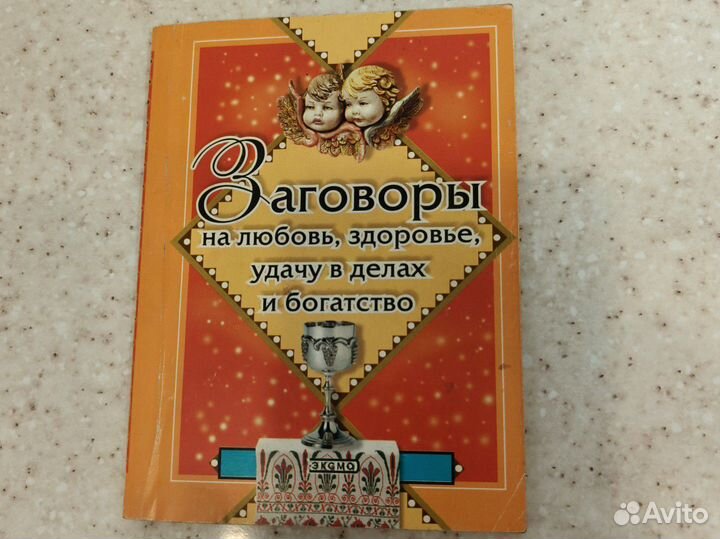 Заговоры
на любовь, здоровье,
удачу в делах
и богатство
ЭКСМО
Avito